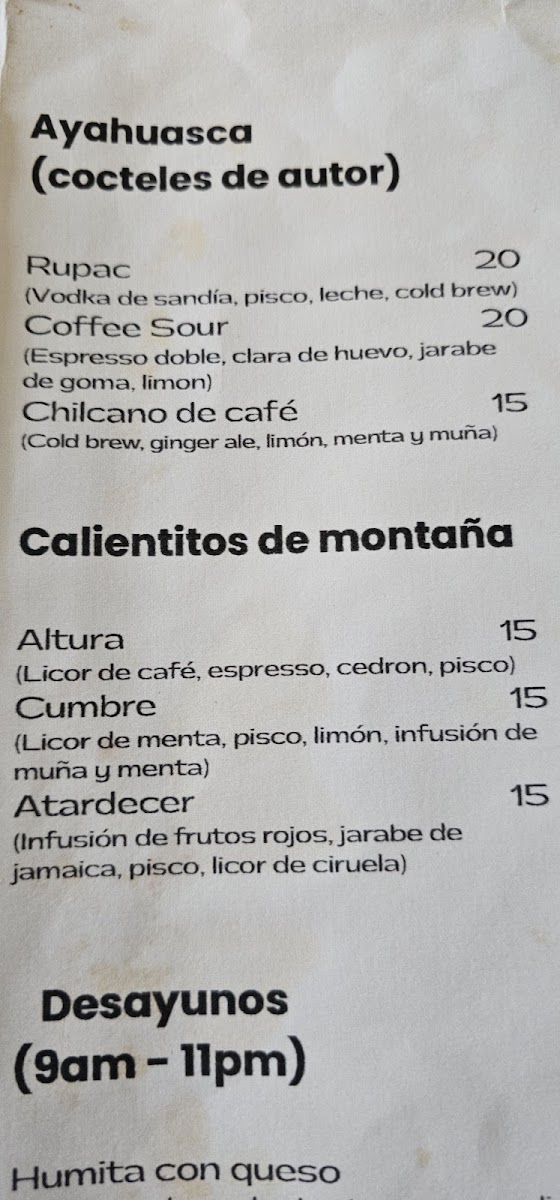 Ayahuasca
(cocteles de autor)
Rupac 20
(Vodka de sandía, pisco, leche, cold brew)
Coffee Sour 20
(Espresso doble, clara de huevo, jarabe
de goma, limon)
Chilcano de café 15
(Cold brew, ginger ale, limón, menta y muña)
Calientitos de montaña
Altura 15
(Licor de café, espresso, cedron, pisco)
Cumbre 15
(Licor de menta, pisco, limón, infusión de
muña y menta)
Atardecer 15
(Infusión de frutos rojos, jarabe de
jamaica, pisco, licor de ciruela)
Desayunos
(9am - 11pm)
Humita con queso